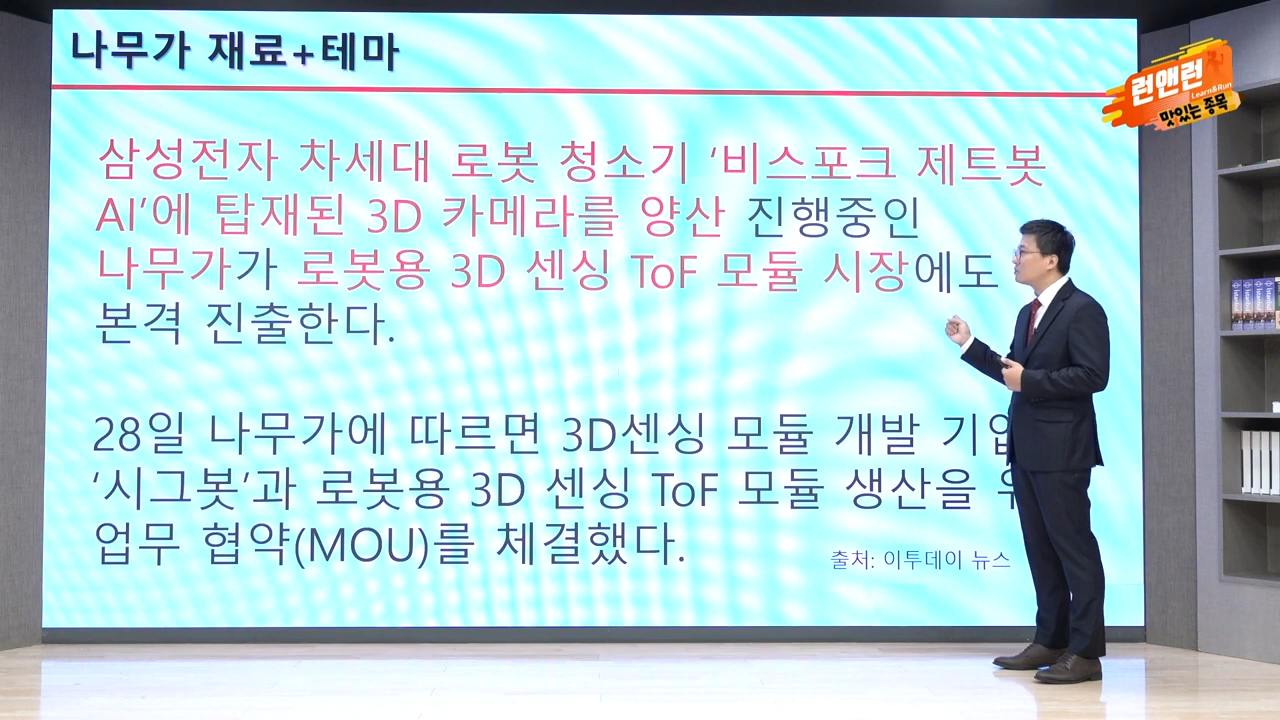 나무가 재료+테마
런앤런
Learn&Run
맛있는 종목
삼성전자 차세대 로봇 청소기 '비스포크 제트봇
AI'에 탑재된 3D 카메라를 양산 진행중인
나무가가 로봇용 3D 센싱 ToF 모듈 시장에도
본격 진출한다.
28일 나무가에 따르면 3D센싱 모듈 개발
'시그봇'과 로봇용 3D 센싱 ToF 모듈 생산을
업무 협약(MOU)를 체결했다.
출처: 이투데이 뉴스